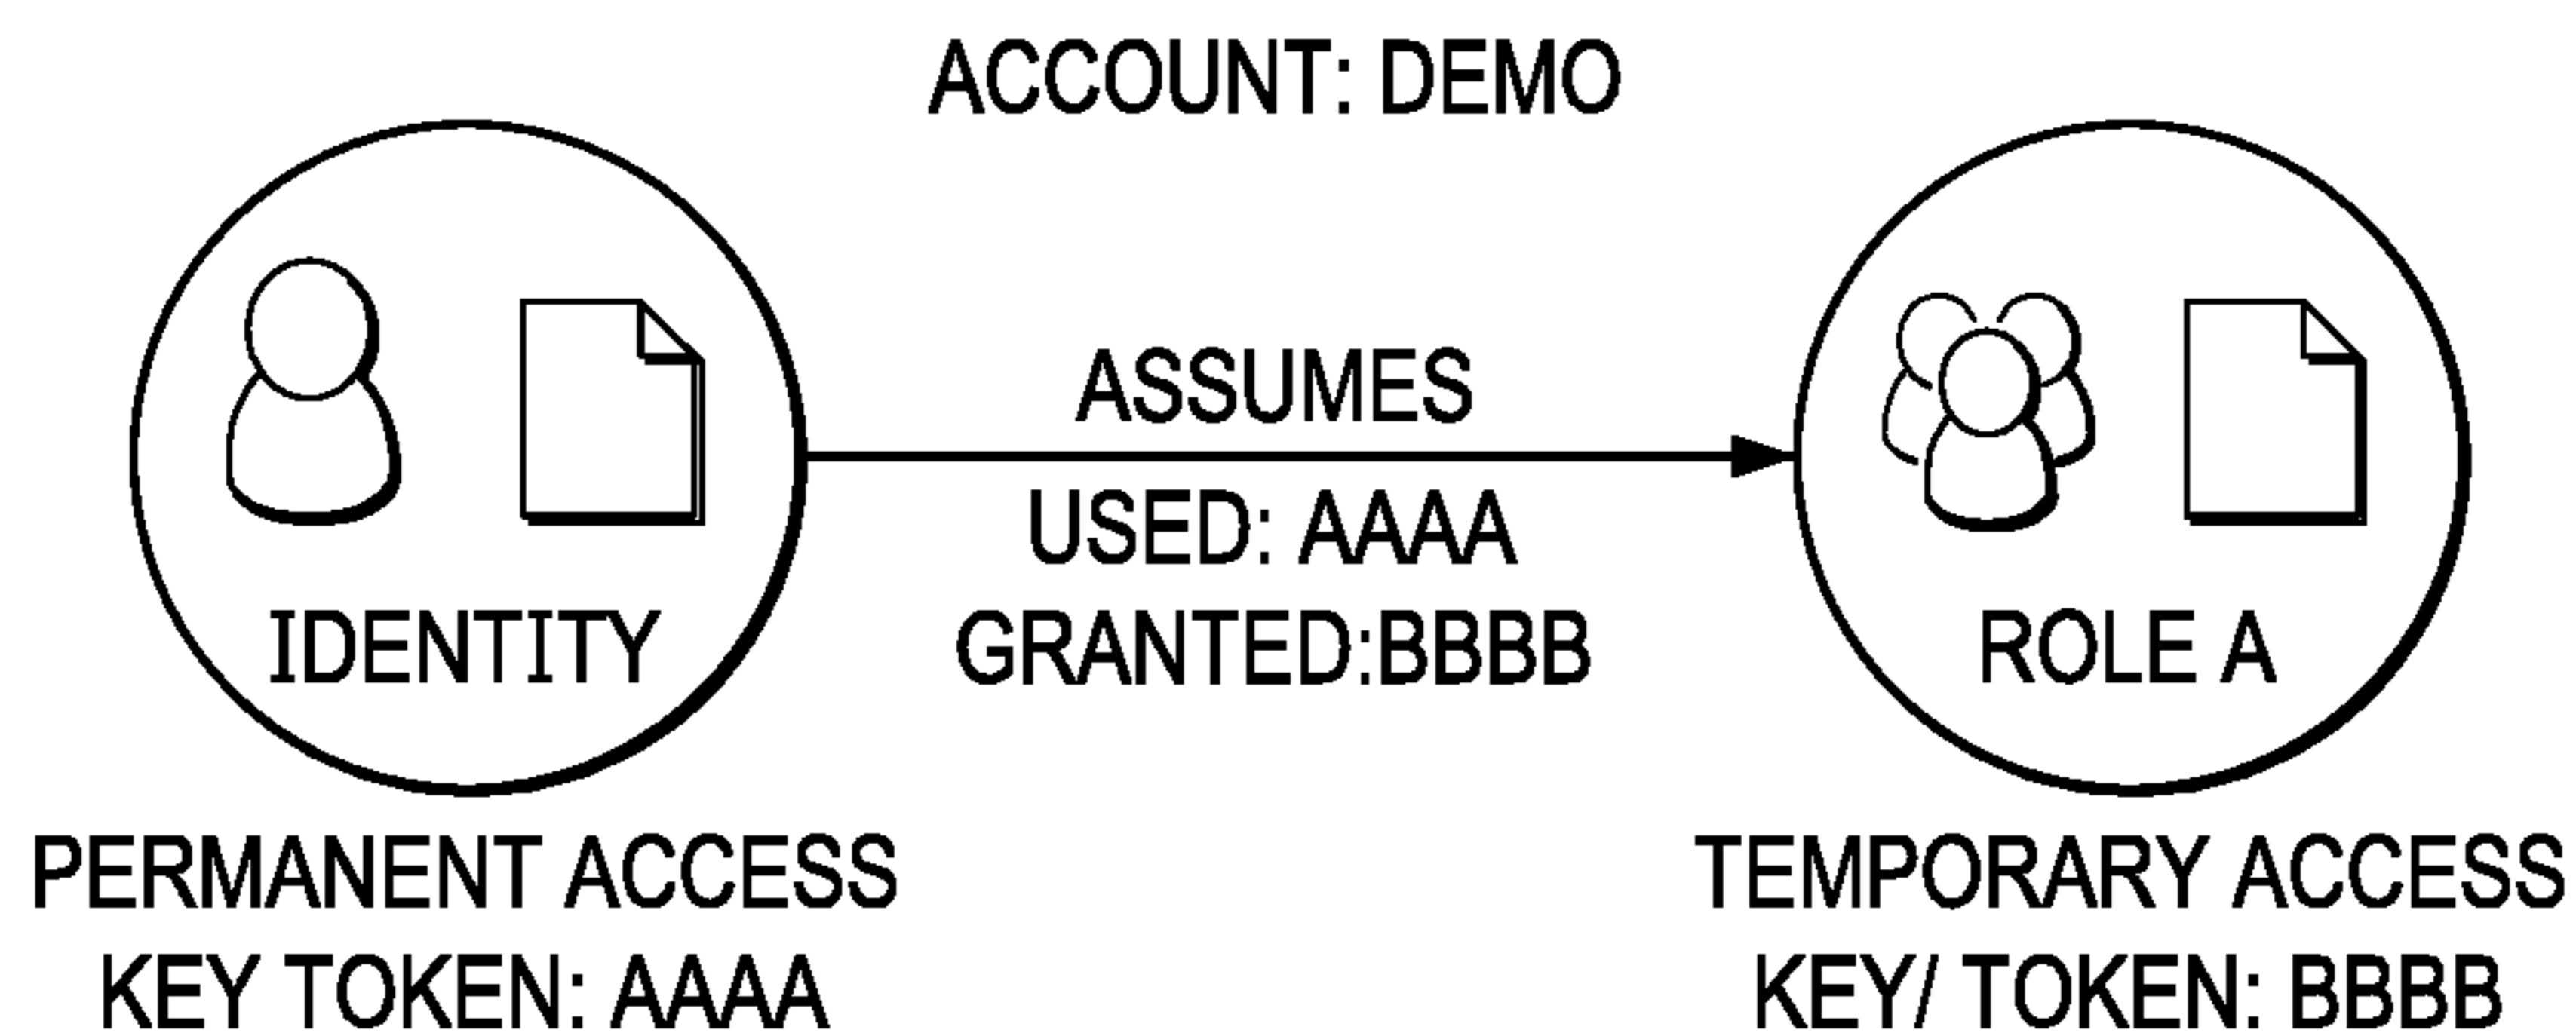 ACCOUNT: DEMO
ASSUMES
USED: AAAA
GRANTED:BBBB
IDENTITY
ROLE A
PERMANENT ACCESS
KEY TOKEN: AAAA
TEMPORARY ACCESS
KEY/ TOKEN: BBBB